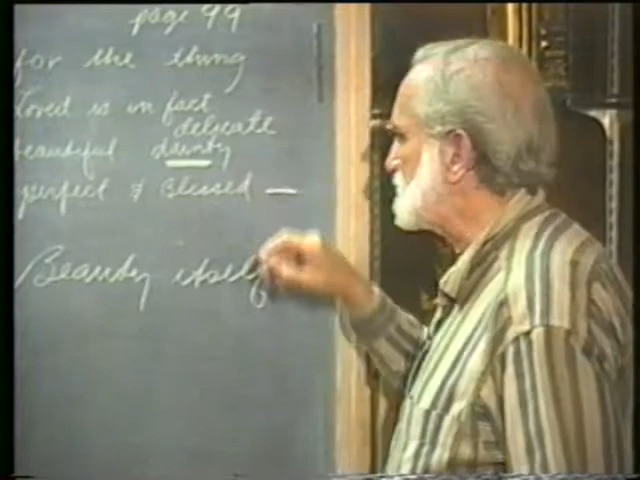 page 99
for the thing
Loved is in fact
delicate
beautiful dainty
perfect & Blessed —
Beauty itself